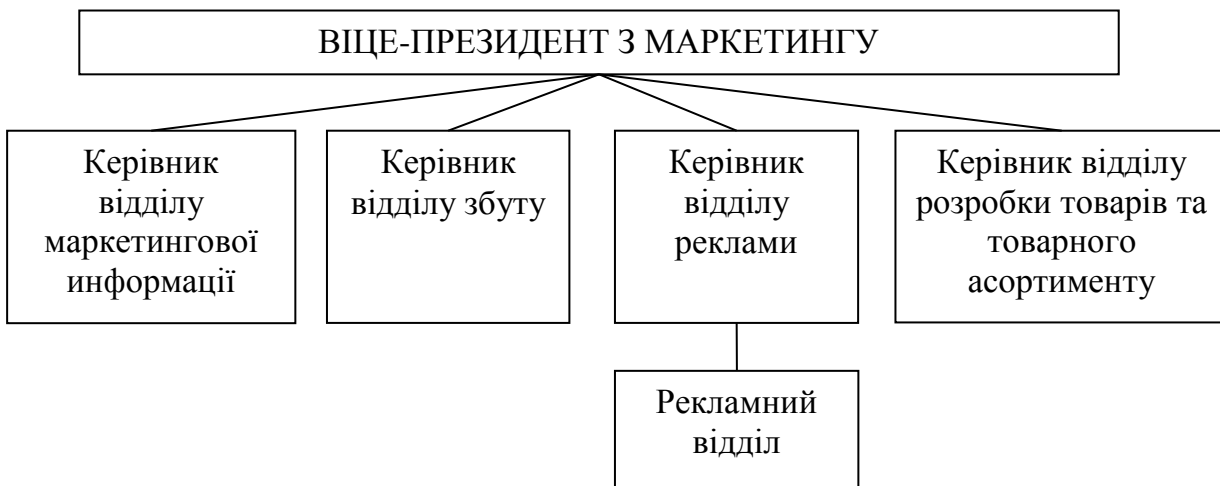 ВІЦЕ-ПРЕЗИДЕНТ З МАРКЕТИНГУ
Керівник
відділу
маркетингової
информації
Керівник
відділу збуту
Керівник
відділу
реклами
Керівник відділу
розробки товарів та
товарного
асортименту
Рекламний
відділ